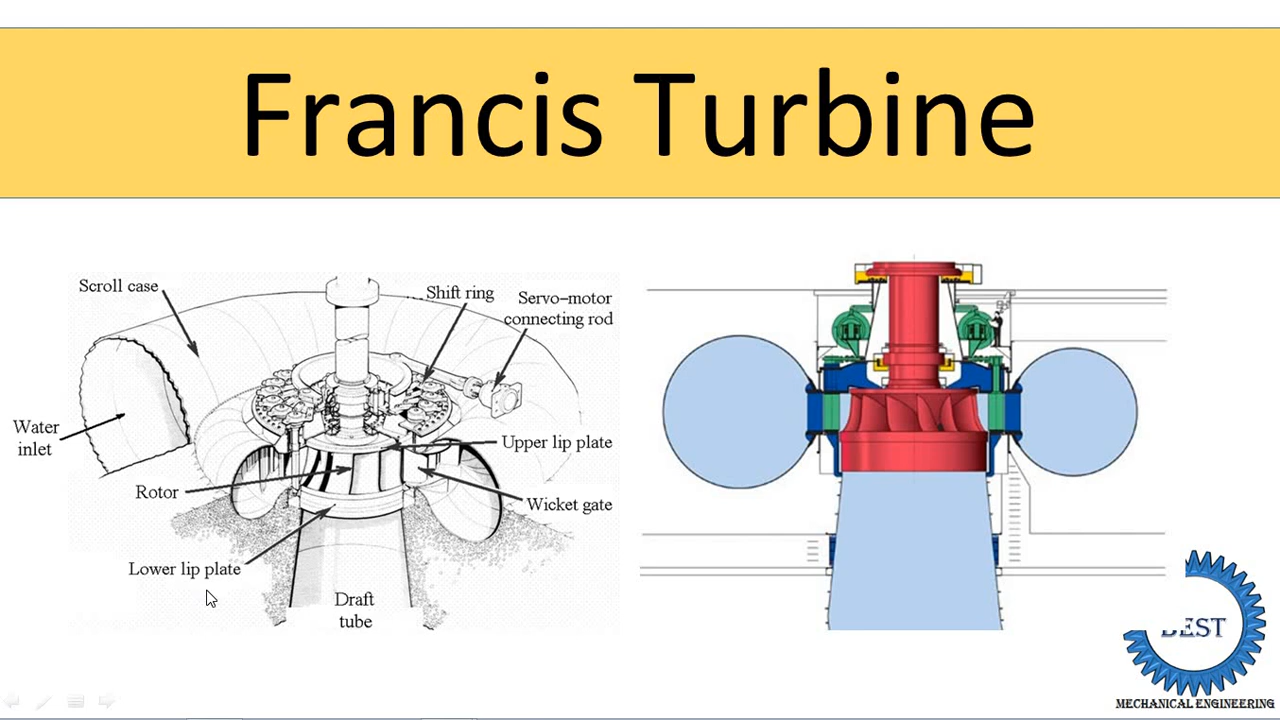 Francis Turbine
Scroll case
Shift ring
Servo-motor
connecting rod
Water
inlet
Upper lip plate
Rotor
Wicket gate
Lower lip plate
Draft
tube
BEST
MECHANICAL ENGINEERING